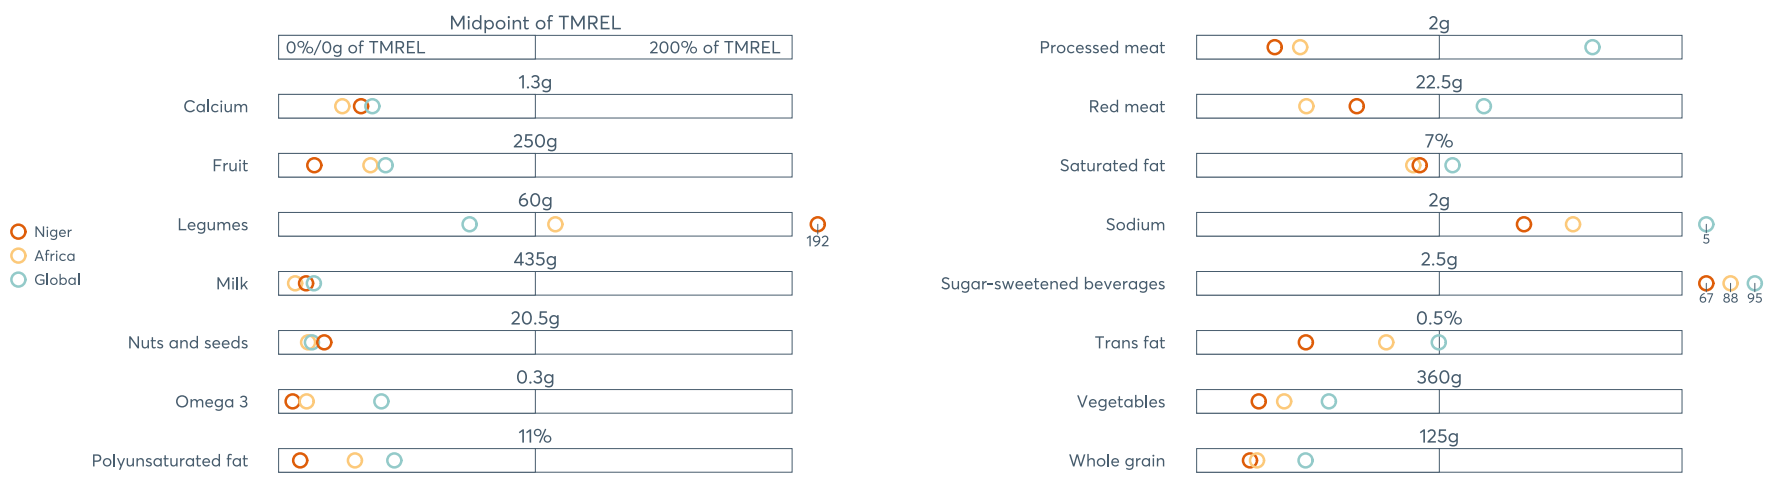 Midpoint of TMREL
0%/0g of TMREL 200% of TMREL
1.3g
Calcium
250g
Fruit
60g
Legumes
192
435g
Milk
20.5g
Nuts and seeds
0.3g
Omega 3
11%
Polyunsaturated fat
Niger
Africa
Global
2g
Processed meat
22.5g
Red meat
7%
Saturated fat
2g
Sodium
5
2.5g
Sugar-sweetened beverages
67 88 95
0.5%
Trans fat
360g
Vegetables
125g
Whole grain